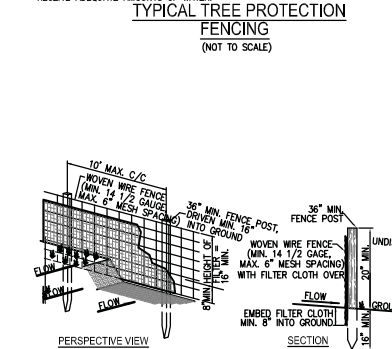 TYPICAL TREE PROTECTION
FENCING
(NOT TO SCALE)
10' MAX. C/C
WOVEN WIRE FENCE
(MIN. 14 1/2 GAUGE
MAX. 6" MESH SPACING)
36" MIN. FENCE POST,
DRIVEN MIN. 16"
INTO GROUND
HEIGHT OF
FILTER =
16" MIN.
8" MIN.
FLOW
FLOW
FLOW
PERSPECTIVE VIEW
36" MIN.
FENCE POST
WOVEN WIRE FENCE
(MIN. 14 1/2 GAGE,
MAX. 6" MESH SPACING)
WITH FILTER CLOTH OVER
20" MIN.
UNDI
FLOW
GROU
EMBED FILTER CLOTH
MIN. 8" INTO GROUND
16" MIN.
SECTION